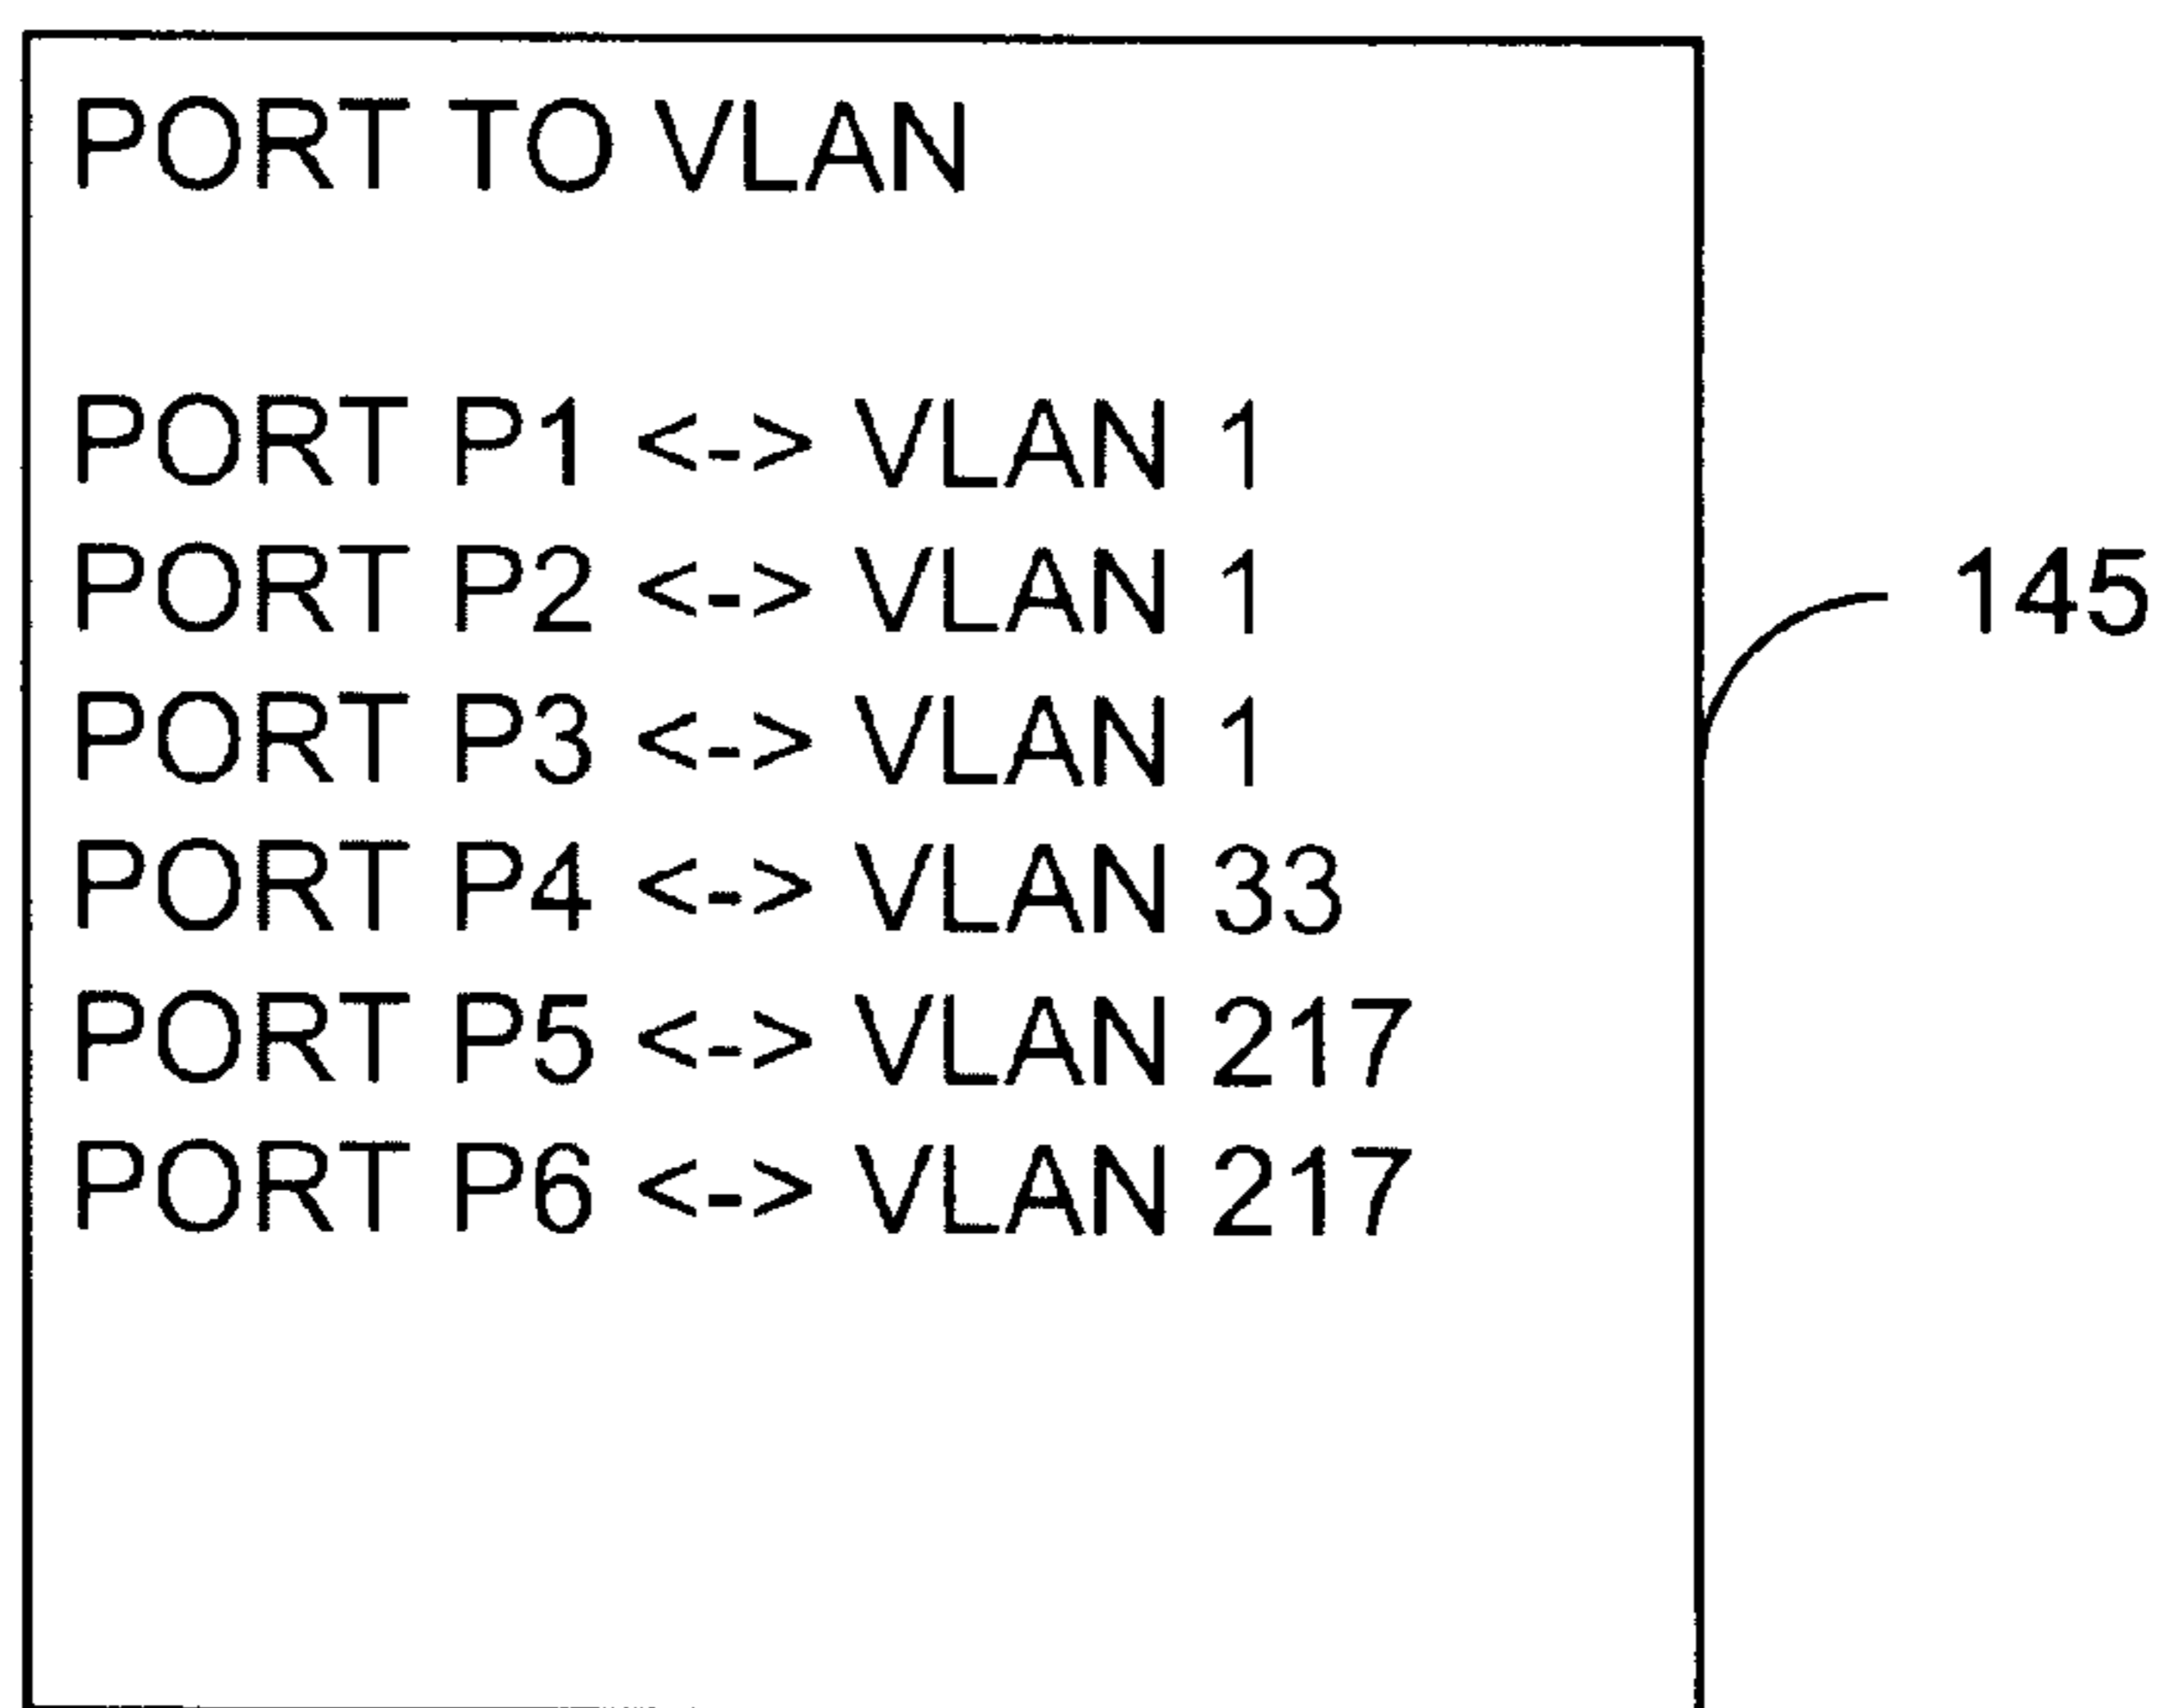 PORT TO VLAN
PORT P1 <-> VLAN 1
PORT P2 <-> VLAN 1
PORT P3 <-> VLAN 1
PORT P4 <-> VLAN 33
PORT P5 <-> VLAN 217
PORT P6 <-> VLAN 217
145